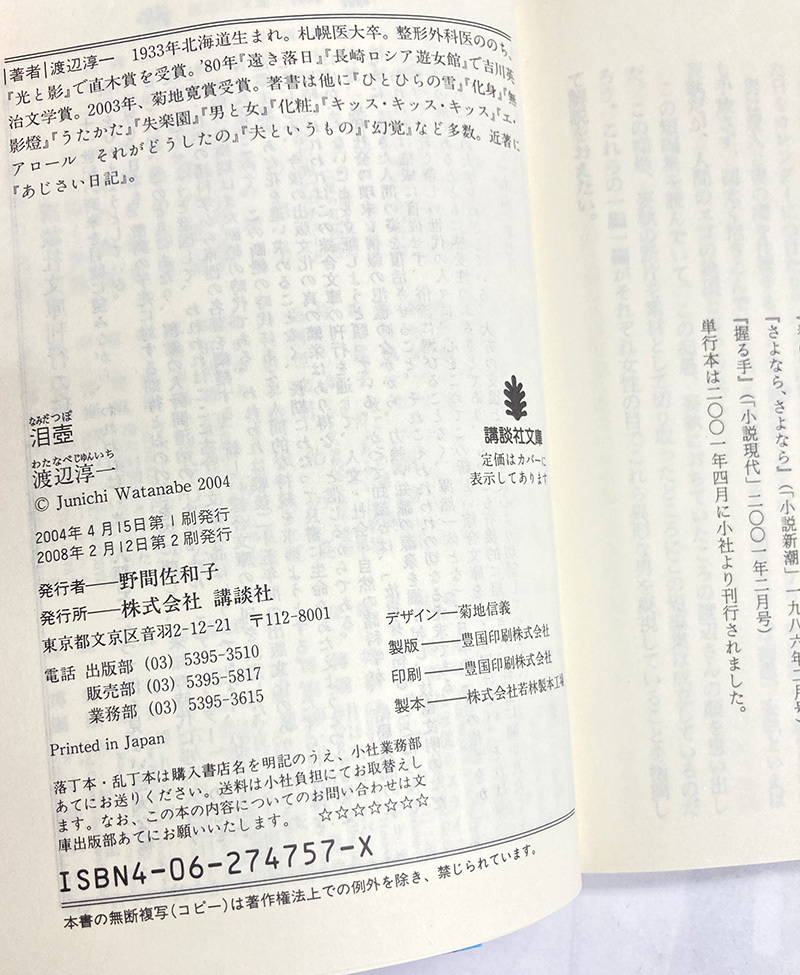 |著者|渡辺淳一　1933年北海道生まれ。札幌医大卒。整形外科医ののち、
『光と影』で直木賞を受賞。'80年『遠き落日』『長崎ロシア遊女館』で吉川英
治文学賞。2003年、菊地寛賞受賞。著書は他に『ひとひらの雪』『化身』『無
影燈』『うたかた』『失楽園』『男と女』『化粧』『キッス・キッス・キッス』『エ・
アロール　それがどうしたの』『夫というもの』『幻覚』など多数。近著に
『あじさい日記』。
なみだつぼ
泪壺
わたなべじゅんいち
渡辺淳一
© Junichi Watanabe 2004
2004年4月15日第1刷発行
2008年2月12日第2刷発行
講談社文庫
定価はカバーに
表示してあります
発行者――野間佐和子
発行所――株式会社 講談社
東京都文京区音羽2-12-21　〒112-8001
電話　出版部 (03) 5395-3510
販売部 (03) 5395-5817
業務部 (03) 5395-3615
Printed in Japan
デザイン――菊地信義
製版――豊国印刷株式会社
印刷――豊国印刷株式会社
製本――株式会社若林製本工場
落丁本・乱丁本は購入書店名を明記のうえ、小社業務部
あてにお送りください。送料は小社負担にてお取替えし
ます。なお、この本の内容についてのお問い合わせは文
庫出版部あてにお願いいたします。　☆☆☆☆☆☆☆
ISBN4-06-274757-X
本書の無断複写(コピー)は著作権法上での例外を除き、禁じられています。
『さよなら、さよなら』(「小説新潮」一九八六年二月号)
『握る手』(「小説現代」二〇〇一年二月号)
単行本は二〇〇一年四月に小社より刊行されました。